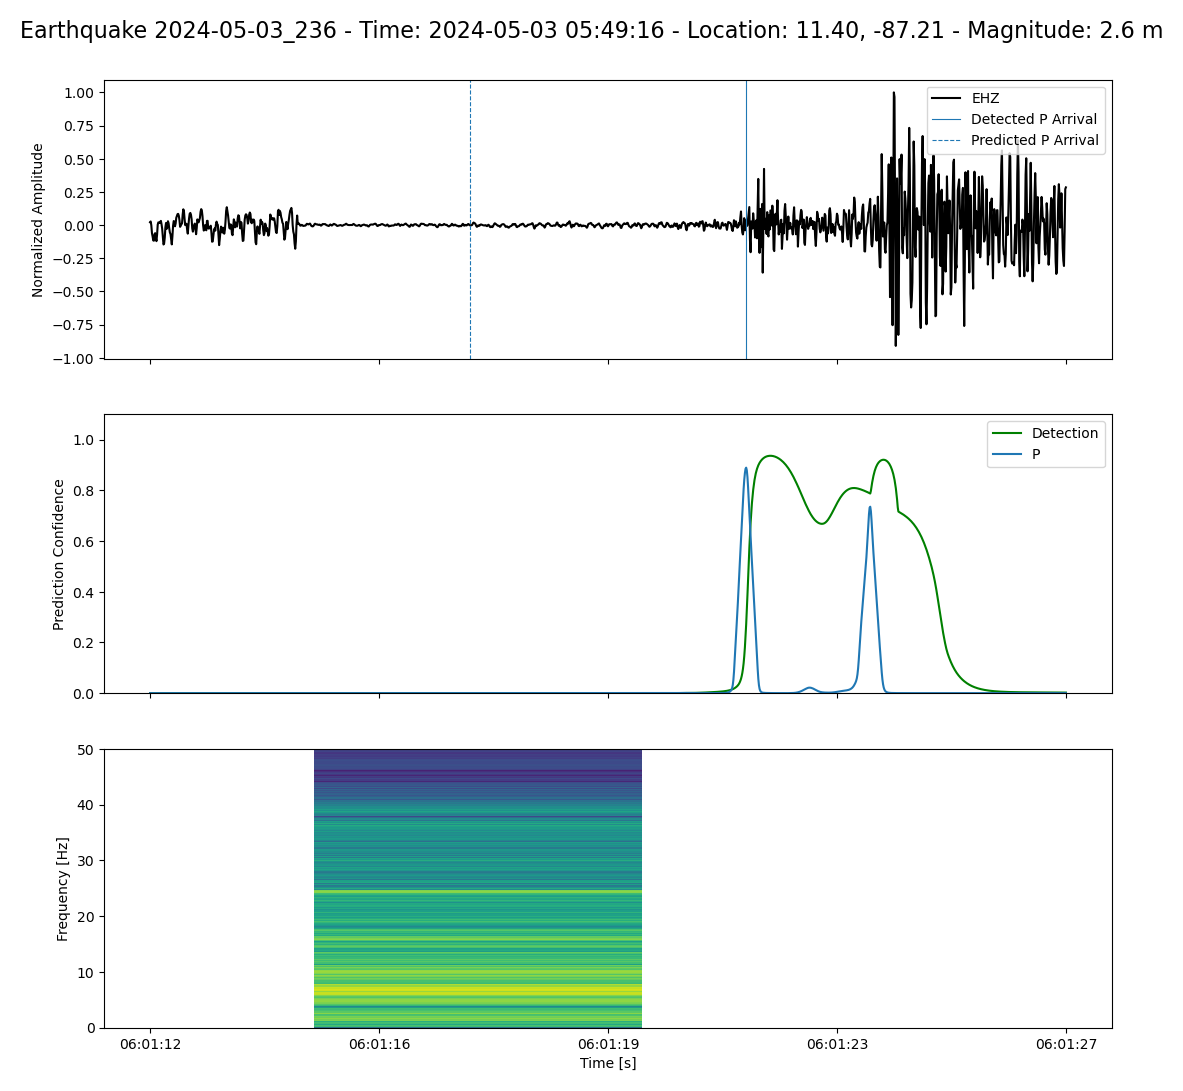 Earthquake 2024-05-03_236 - Time: 2024-05-03 05:49:16 - Location: 11.40, -87.21 - Magnitude: 2.6 m
1.00
0.75
0.50
0.25
0.00
−0.25
−0.50
−0.75
−1.00
Normalized Amplitude
EHZ
Detected P Arrival
Predicted P Arrival
1.0
0.8
0.6
0.4
0.2
0.0
Prediction Confidence
Detection
P
50
40
30
20
10
0
Frequency [Hz]
06:01:12 06:01:16 06:01:19 06:01:23 06:01:27
Time [s]